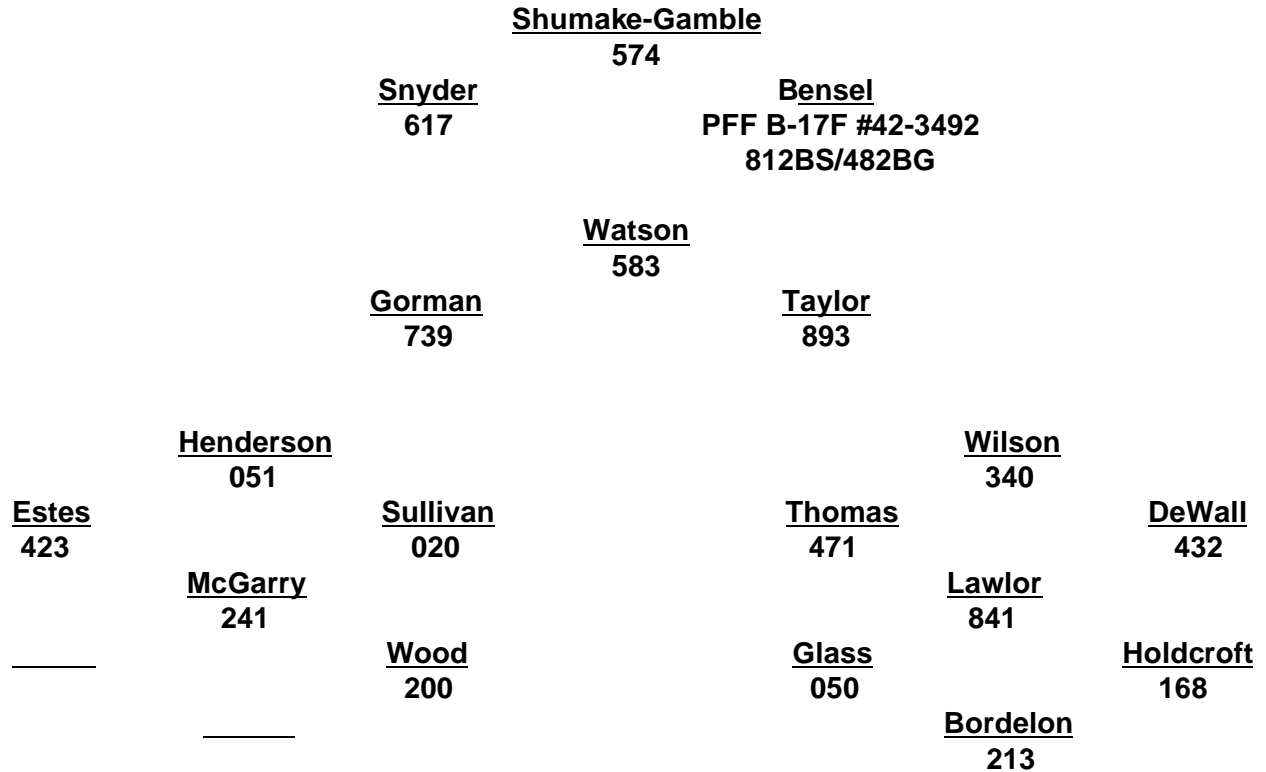 Shumake-Gamble
574
Snyder Bensel
617 PFF B-17F #42-3492
812BS/482BG
Watson
583
Gorman Taylor
739 893
Henderson Wilson
051 340
Estes Sullivan Thomas DeWall
423 020 471 432
McGarry Lawlor
241 841
Wood Glass Holdcroft
200 050 168
Bordelon
213